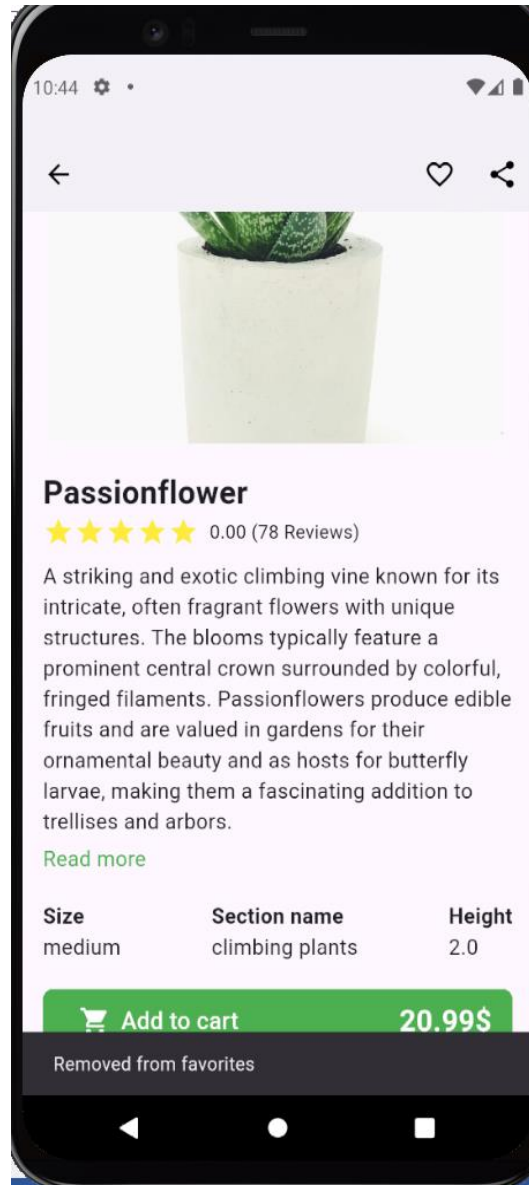 10:44
Passionflower
0.00 (78 Reviews)
A striking and exotic climbing vine known for its
intricate, often fragrant flowers with unique
structures. The blooms typically feature a
prominent central crown surrounded by colorful,
fringed filaments. Passionflowers produce edible
fruits and are valued in gardens for their
ornamental beauty and as hosts for butterfly
larvae, making them a fascinating addition to
trellises and arbors.
Read more
Size Section name Height
medium climbing plants 2.0
Add to cart 20.99$
Removed from favorites